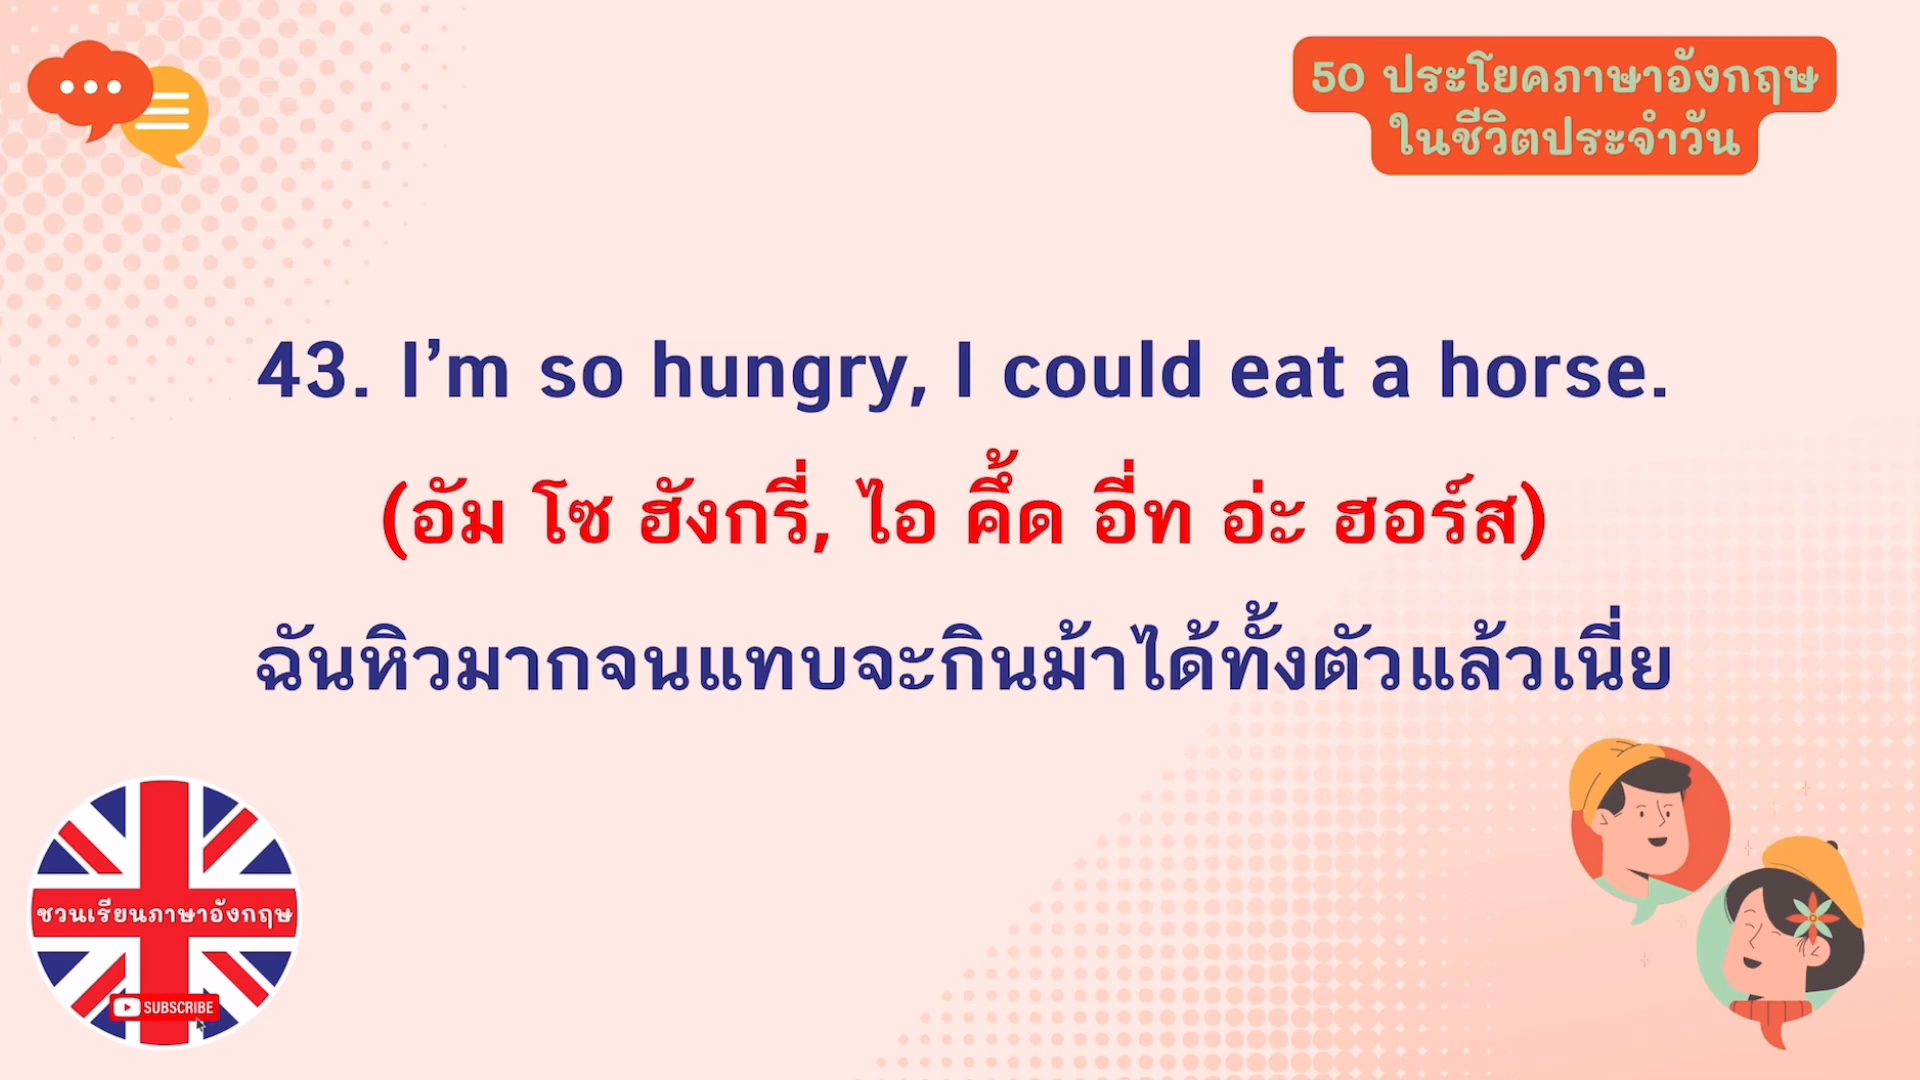 50 ประโยคภาษาอังกฤษ
ในชีวิตประจำวัน
43. I’m so hungry, I could eat a horse.
(อัม โซ ฮังกรี่, ไอ คึ้ด อี่ท อ่ะ ฮอร์ส)
ฉันหิวมากจนแทบจะกินม้าได้ทั้งตัวแล้วเนี่ย
ชวนเรียนภาษาอังกฤษ
SUBSCRIBE